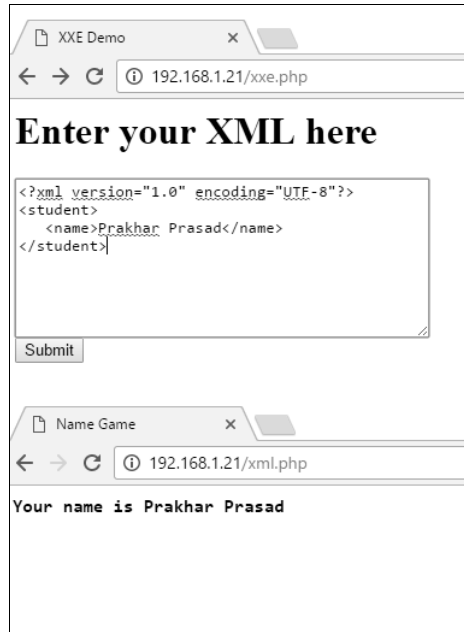 XXE Demo
192.168.1.21/xxe.php
Enter your XML here
<?xml version="1.0" encoding="UTF-8"?>
<student>
   <name>Prakhar Prasad</name>
</student>
Submit
Name Game
192.168.1.21/xml.php
Your name is Prakhar Prasad